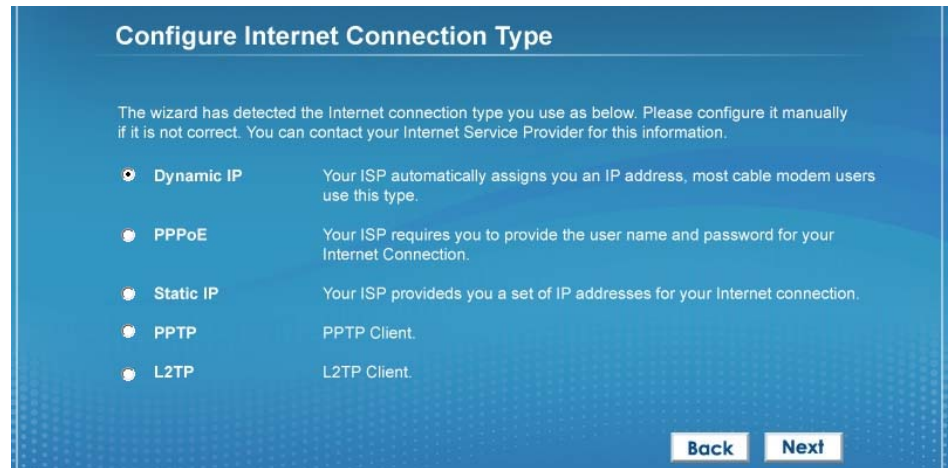 Configure Internet Connection Type
The wizard has detected the Internet connection type you use as below. Please configure it manually
if it is not correct. You can contact your Internet Service Provider for this information.
Dynamic IP
Your ISP automatically assigns you an IP address, most cable modem users
use this type.
PPPoE
Your ISP requires you to provide the user name and password for your
Internet Connection.
Static IP
Your ISP provideds you a set of IP addresses for your Internet connection.
PPTP
PPTP Client.
L2TP
L2TP Client.
Back
Next